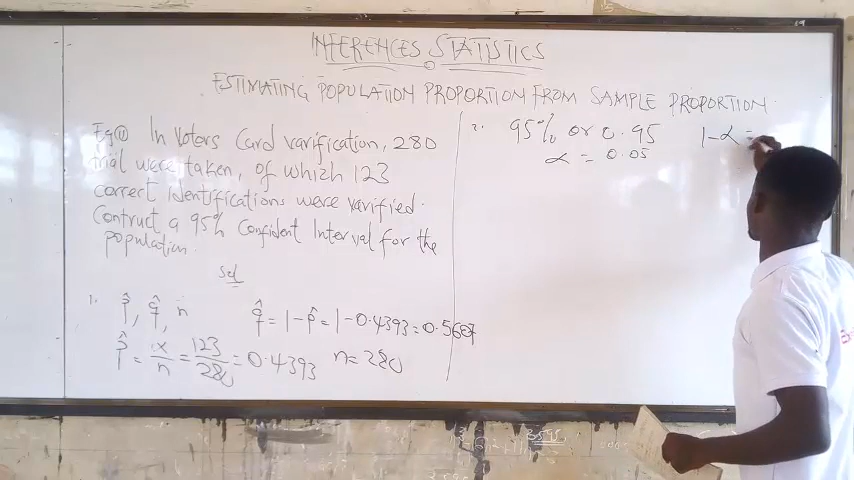 INFERENCES STATISTICS
ESTIMATING POPULATION PROPORTION FROM SAMPLE PROPORTION
Eg① In Voters Card varification, 280
trial were taken, of which 123
correct identifications were varified.
Contruct a 95% Confident Interval for the
population.
Sol
1. p̂, q̂, n
q̂ = 1-p̂ = 1-0.4393 = 0.5607
p̂ = x/n = 123/280 = 0.4393 n = 280
2. 95% or 0.95 1-α =
α = 0.05